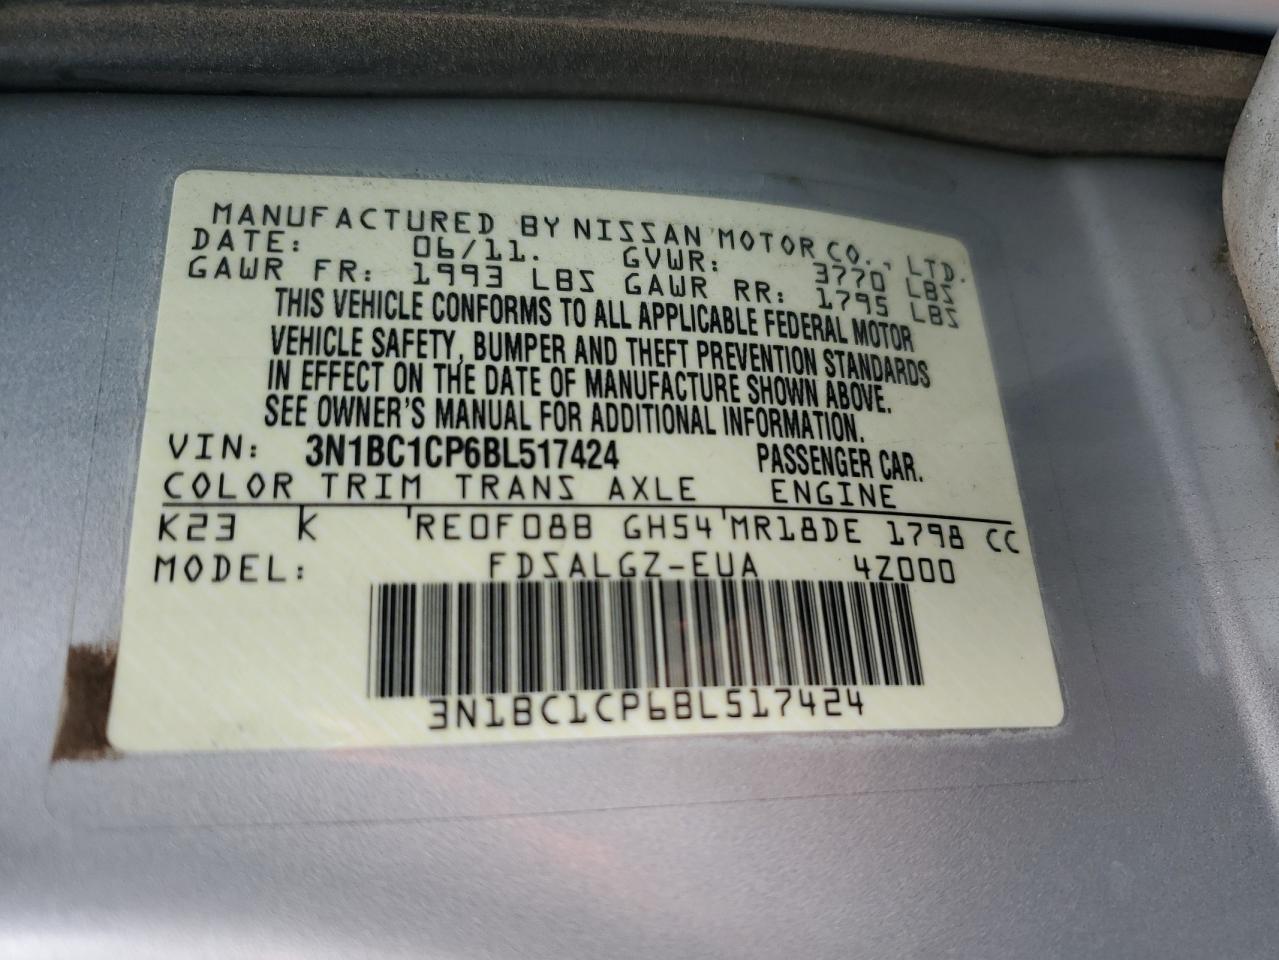 MANUFACTURED BY NISSAN MOTOR CO., LTD.
DATE: 06/11. GVWR: 3770 LBS
GAWR FR: 1993 LBS GAWR RR: 1795 LBS
THIS VEHICLE CONFORMS TO ALL APPLICABLE FEDERAL MOTOR
VEHICLE SAFETY, BUMPER AND THEFT PREVENTION STANDARDS
IN EFFECT ON THE DATE OF MANUFACTURE SHOWN ABOVE.
SEE OWNER'S MANUAL FOR ADDITIONAL INFORMATION.
VIN: 3N1BC1CP6BL517424 PASSENGER CAR.
COLOR TRIM TRANS AXLE ENGINE
K23 K RE0F08B GH54 MR18DE 1798 CC
MODEL: FDSALGZ-EUA 4Z000
3N1BC1CP6BL517424